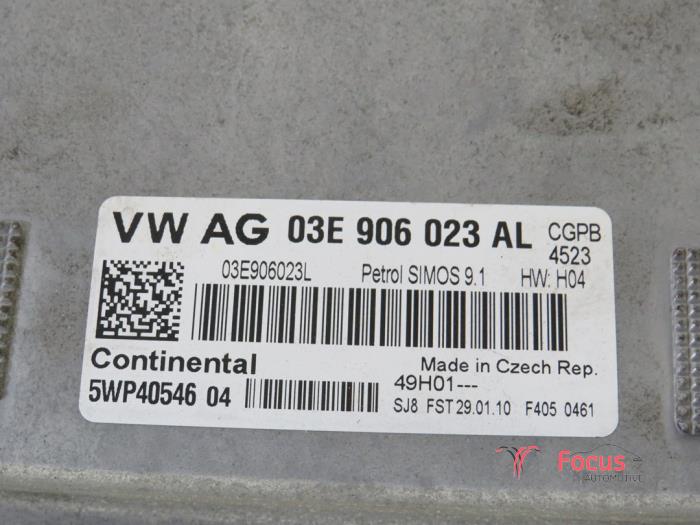 VW AG 03E 906 023 AL CGPB
4523
03E906023L Petrol SIMOS 9.1 HW: H04
Continental Made in Czech Rep.
5WP40546 04 49H01---
SJ8 FST 29.01.10 F405 0461
Focus
AUTOMOTIVE